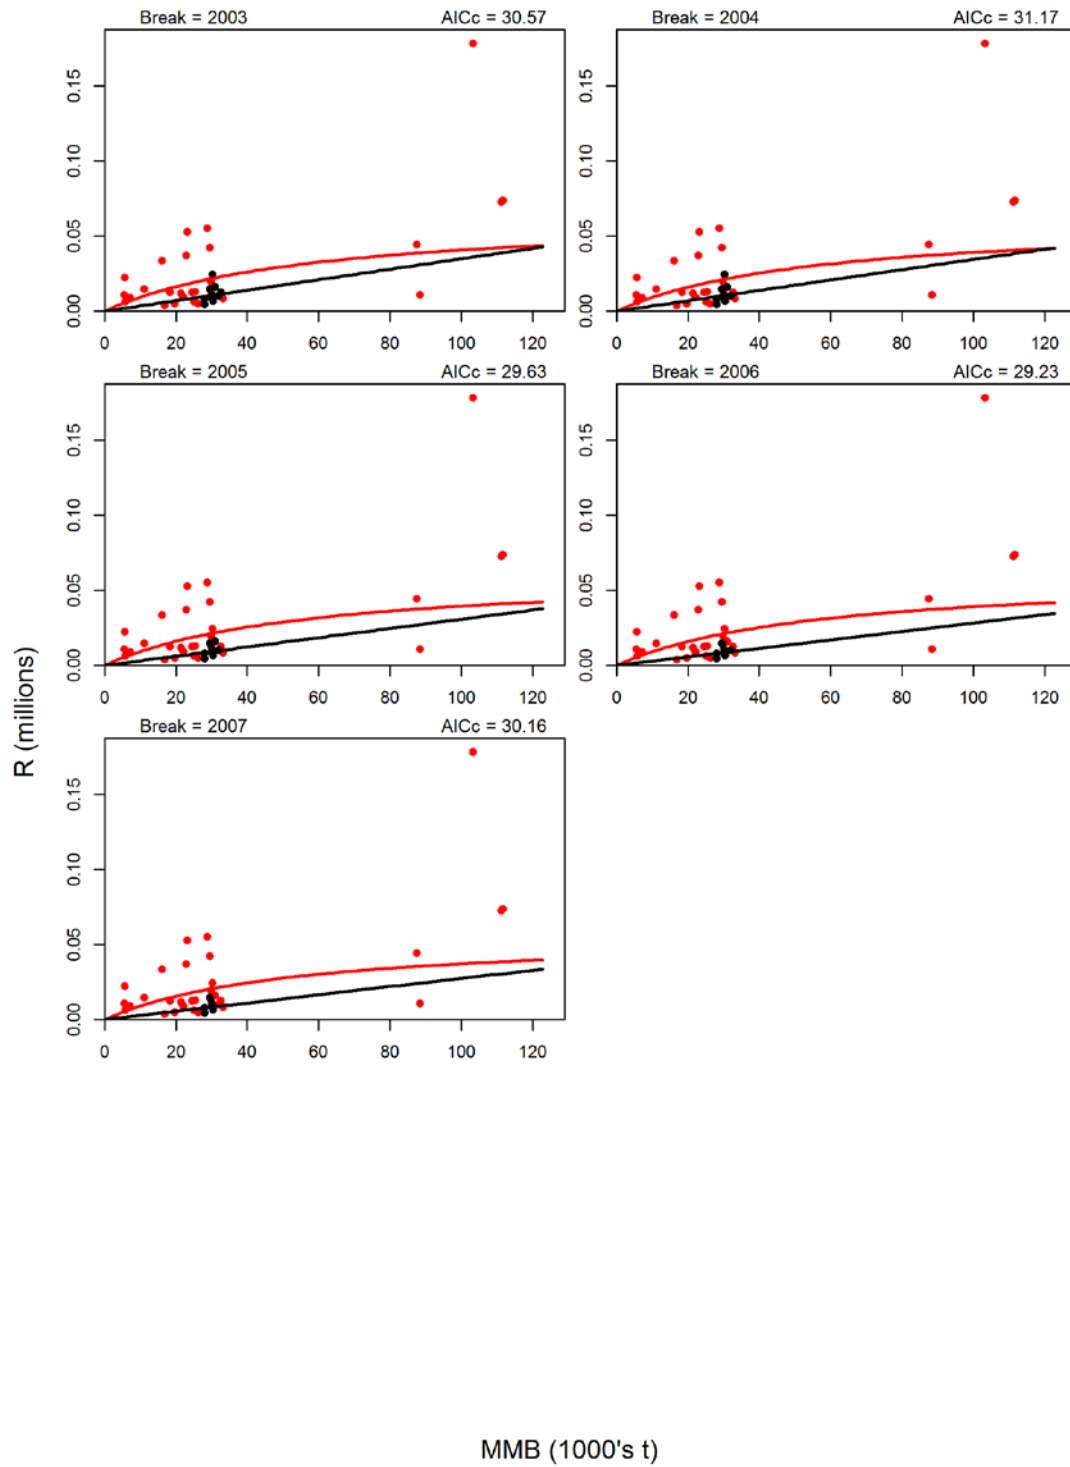 Break = 2003 AICc = 30.57 Break = 2004 AICc = 31.17
0.15 0.15
0.10 0.10
0.05 0.05
0.00 0.00
0 20 40 60 80 100 120 0 20 40 60 80 100 120
Break = 2005 AICc = 29.63 Break = 2006 AICc = 29.23
0.15 0.15
0.10 0.10
0.05 0.05
0.00 0.00
0 20 40 60 80 100 120 0 20 40 60 80 100 120
Break = 2007 AICc = 30.16
R (millions)
0.15
0.10
0.05
0.00
0 20 40 60 80 100 120
MMB (1000's t)